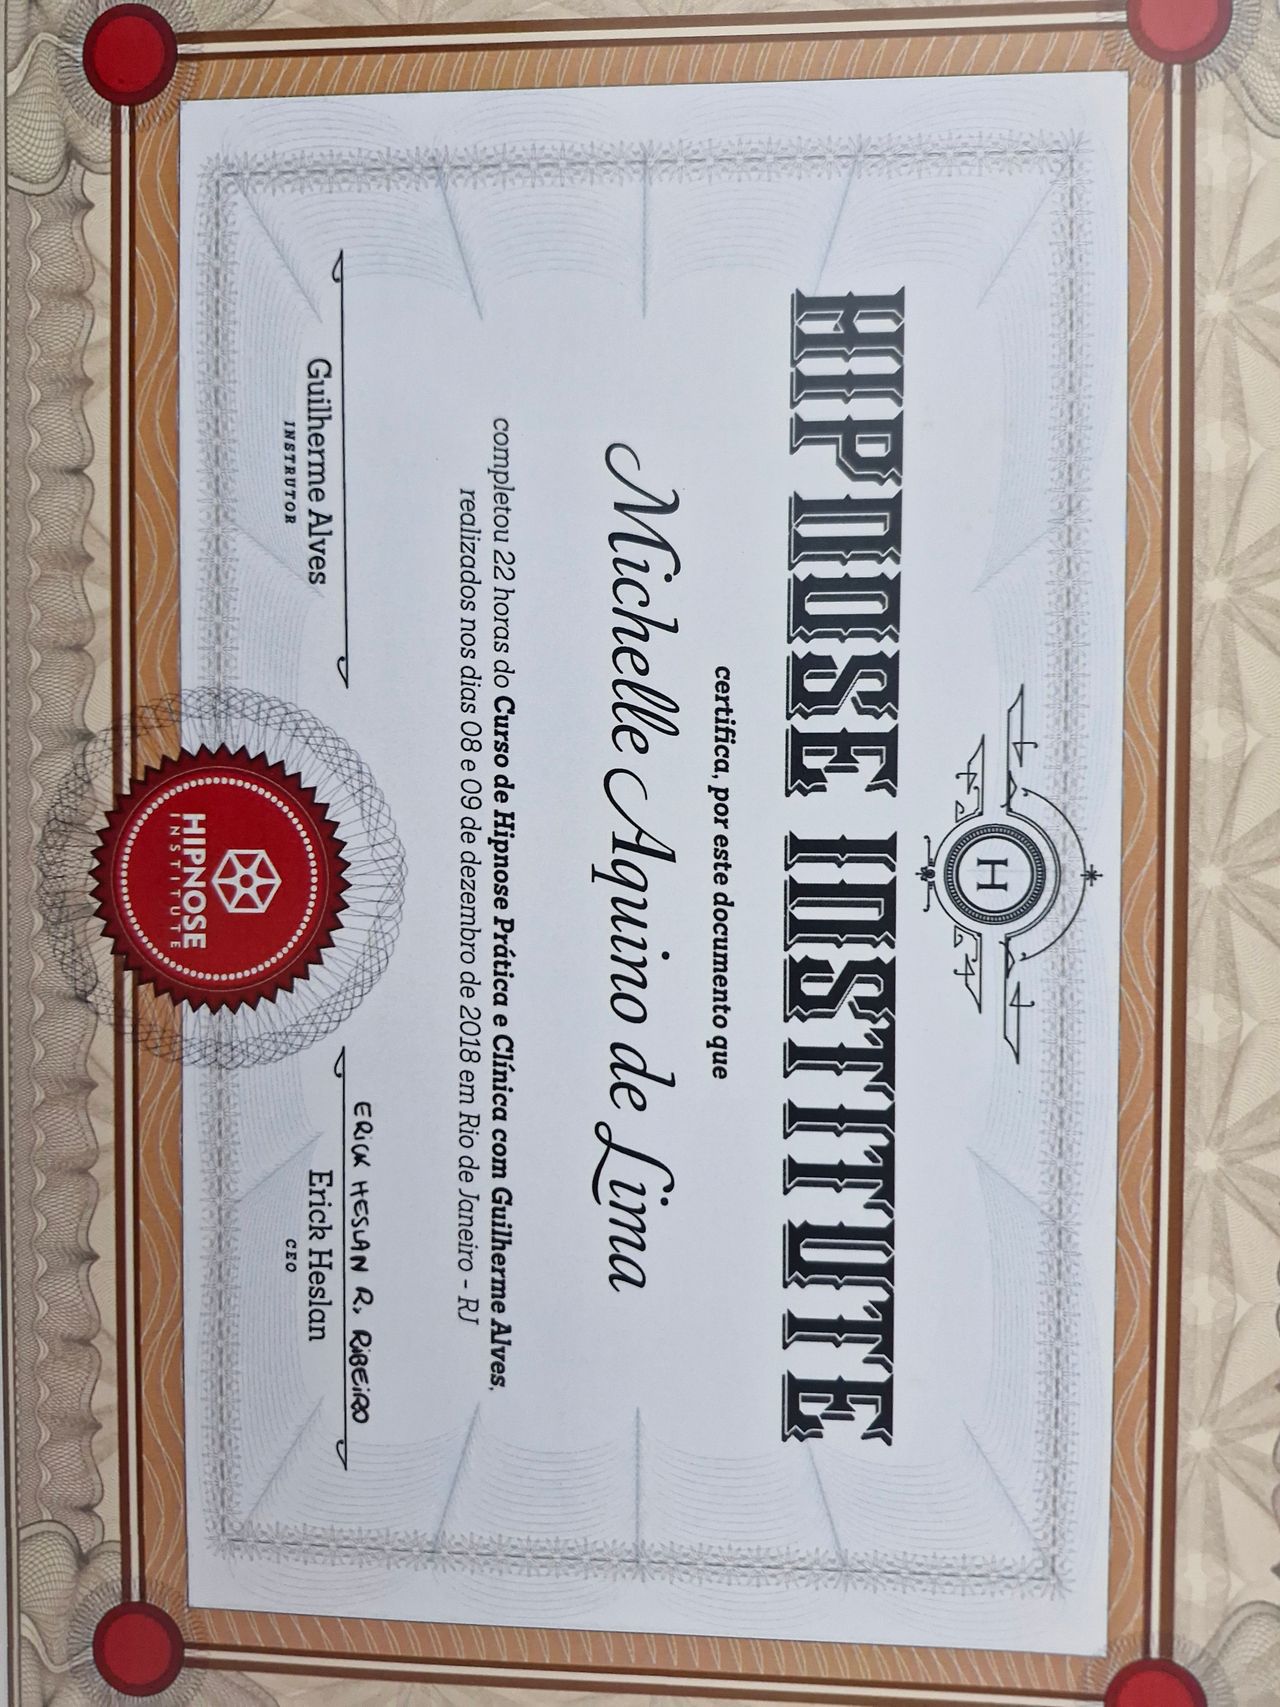 H
HIPNOSE INSTITUTE
certifica, por este documento que
Michelle Aquino de Lima
completou 22 horas do Curso de Hipnose Prática e Clínica com Guilherme Alves,
realizados nos dias 08 e 09 de dezembro de 2018 em Rio de Janeiro - RJ
Guilherme Alves
INSTRUTOR
HIPNOSE
INSTITUTE
ERICK HESLAN R. RIBEIRO
Erick Heslan
CEO